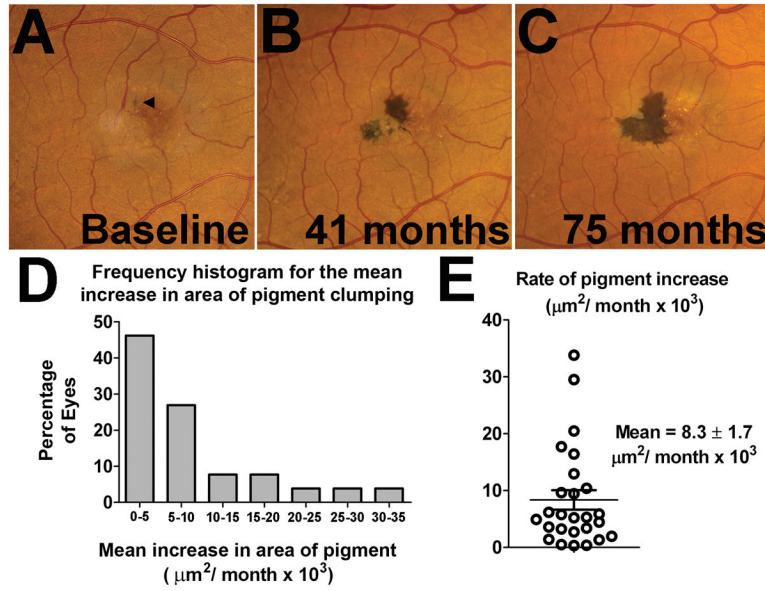 A
B
C
Baseline
41 months
75 months
D
Frequency histogram for the mean
increase in area of pigment clumping
Percentage
of Eyes
50
40
30
20
10
0
0-5 5-10 10-15 15-20 20-25 25-30 30-35
Mean increase in area of pigment
( μm²/ month x 10³)
E
Rate of pigment increase
(μm²/ month x 10³)
40
30
20
10
0
Mean = 8.3 ± 1.7
μm²/ month x 10³